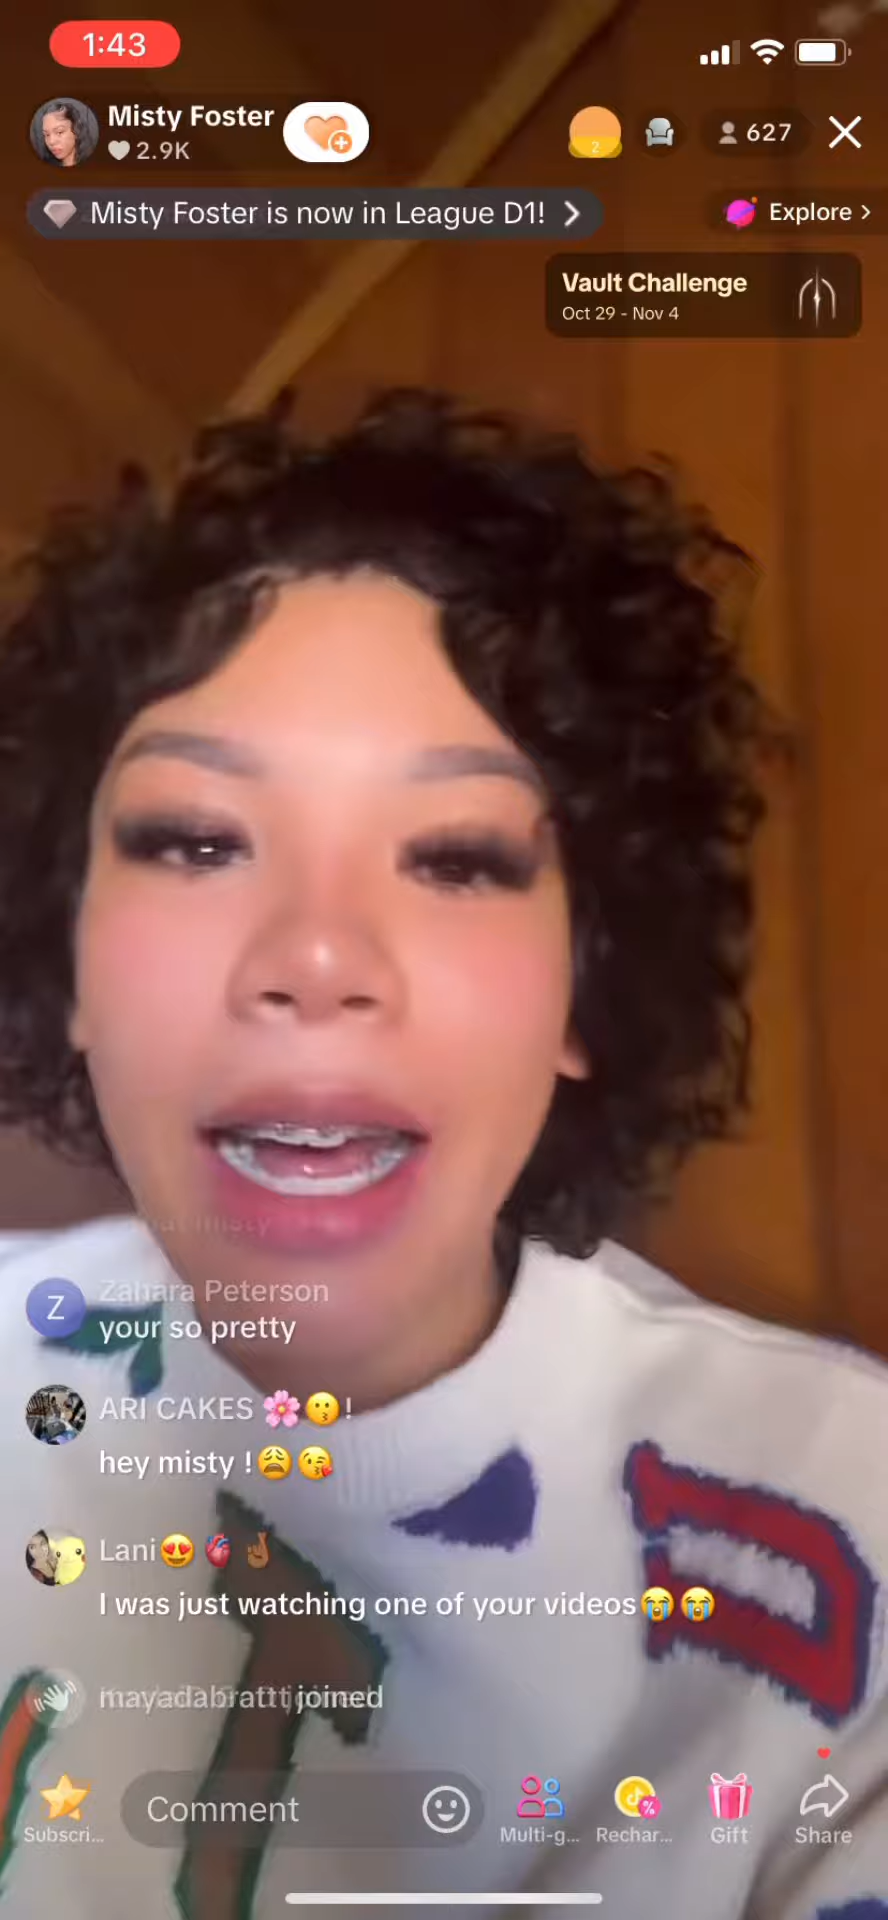 1:43
Misty Foster
2.9K
2
627
Misty Foster is now in League D1!
Explore
Vault Challenge
Oct 29 - Nov 4
misty
Zahara Peterson
Z
your so pretty
ARI CAKES 🌸😗!
hey misty !😩😘
Lani😍🫀🤞🏾
I was just watching one of your videos😭😭
mayadabrattt joined
D
Subscri...
Comment
Multi-g...
Rechar...
Gift
Share